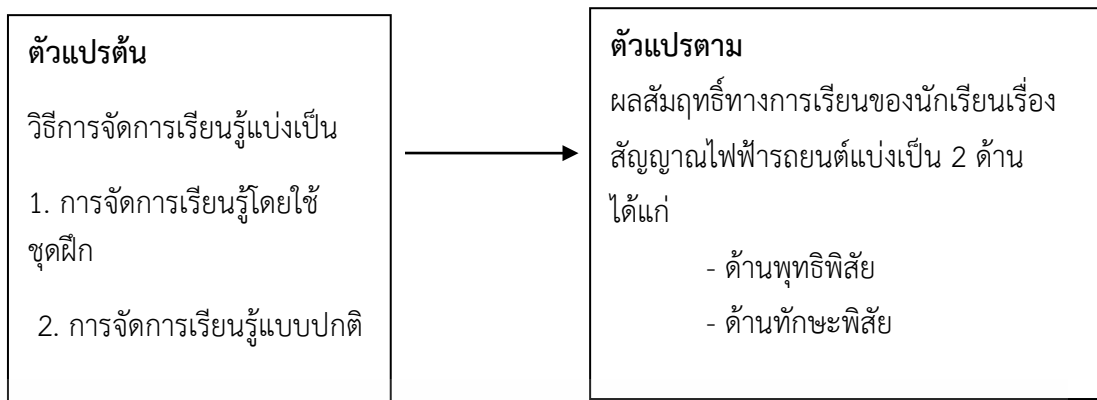 ตัวแปรต้น
วิธีการจัดการเรียนรู้แบ่งเป็น
1. การจัดการเรียนรู้โดยใช้
ชุดฝึก
2. การจัดการเรียนรู้แบบปกติ
ตัวแปรตาม
ผลสัมฤทธิ์ทางการเรียนของนักเรียนเรื่อง
สัญญาณไฟฟ้ารถยนต์แบ่งเป็น 2 ด้าน
ได้แก่
- ด้านพุทธิพิสัย
- ด้านทักษะพิสัย